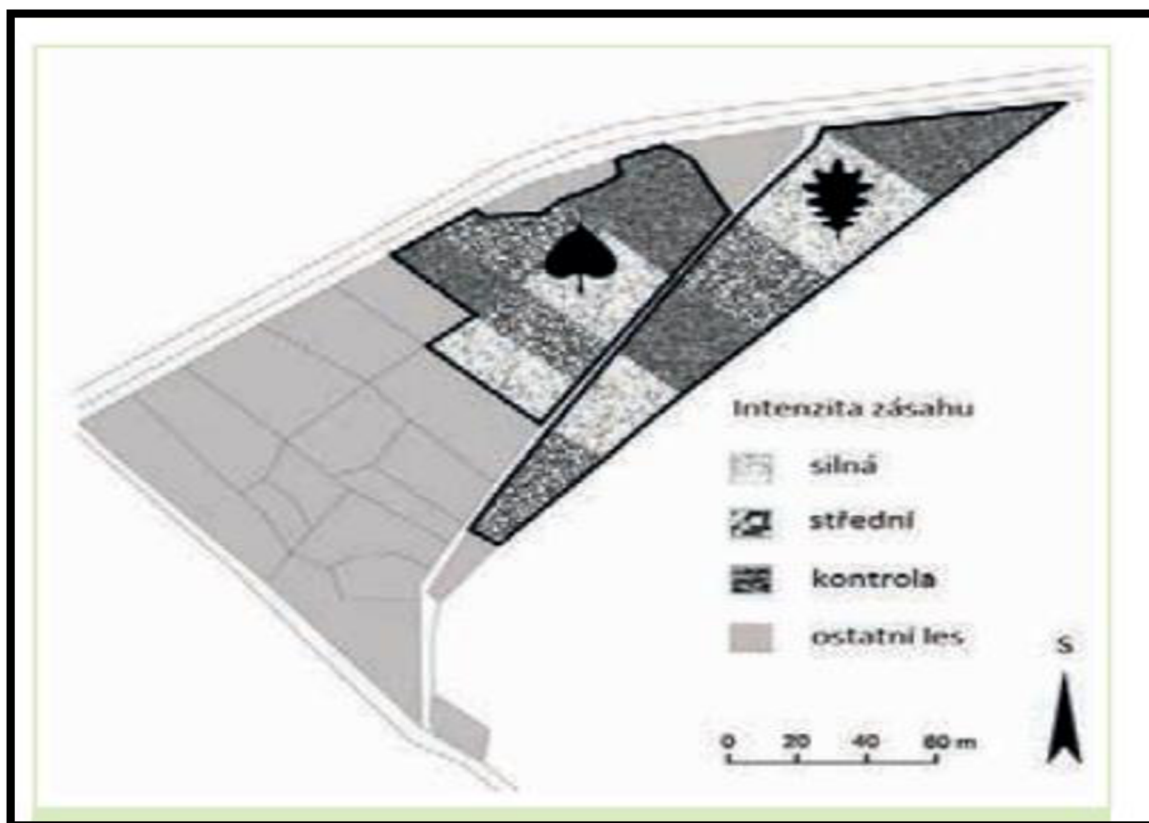 Intenzita zásahu
silná
střední
kontrola
ostatní les
S
0 20 40 60 m